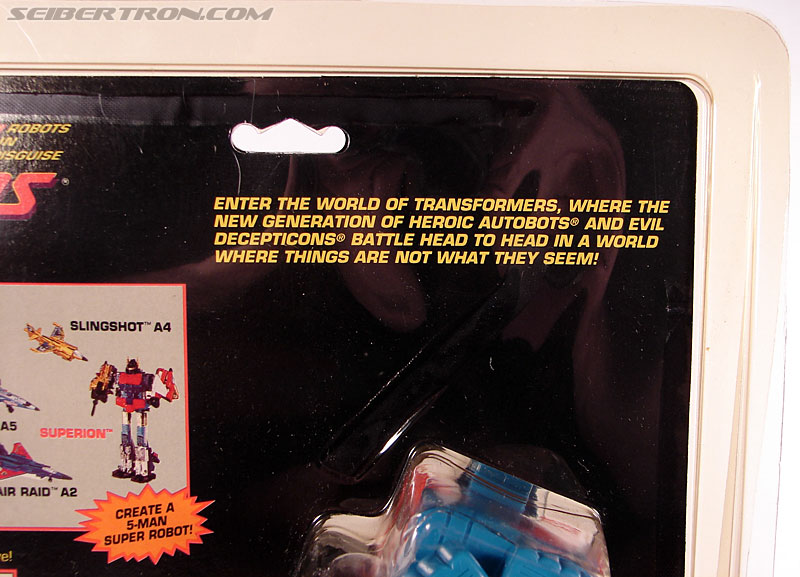 SEIBERTRON.COM
ROBOTS
ENTER THE WORLD OF TRANSFORMERS, WHERE THE
NEW GENERATION OF HEROIC AUTOBOTS® AND EVIL
DECEPTICONS® BATTLE HEAD TO HEAD IN A WORLD
WHERE THINGS ARE NOT WHAT THEY SEEM!
SLINGSHOT™ A4
A5
SUPERION™
AIR RAID™ A2
CREATE A
5-MAN
SUPER ROBOT!